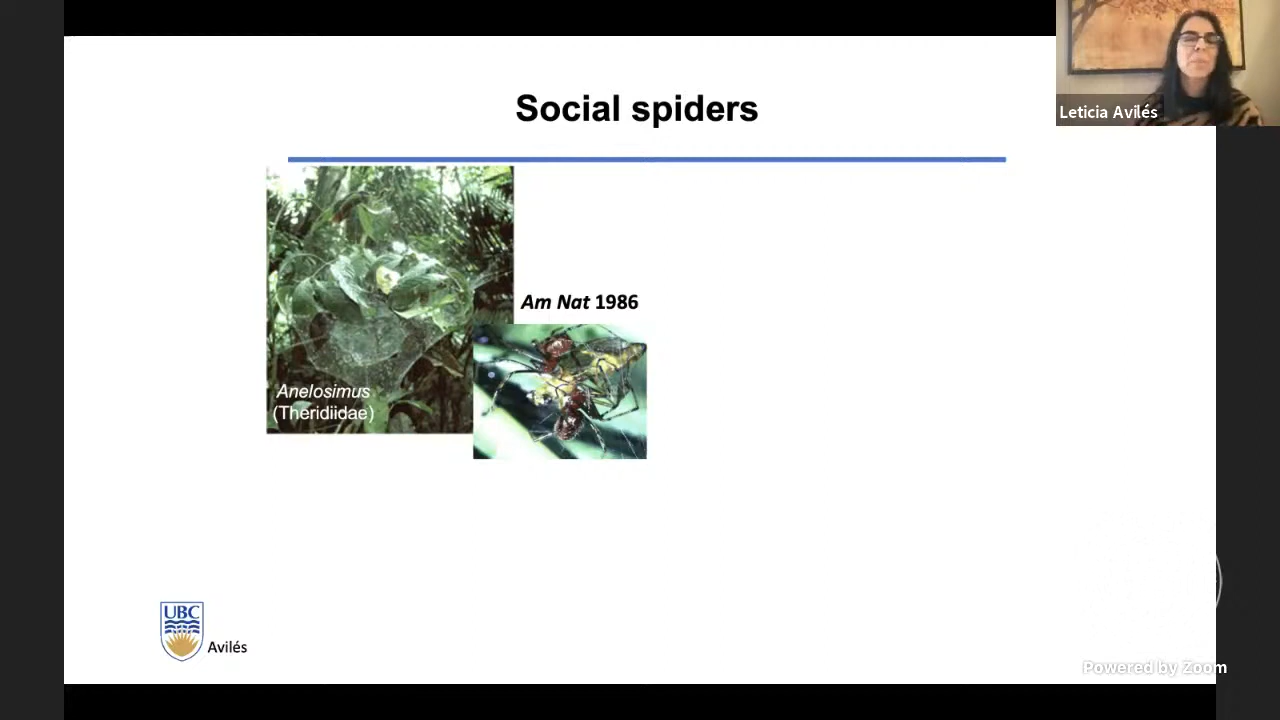 Social spiders
Leticia Avilés
Am Nat 1986
Anelosimus
(Theridiidae)
UBC
Avilés
Powered by Zoom